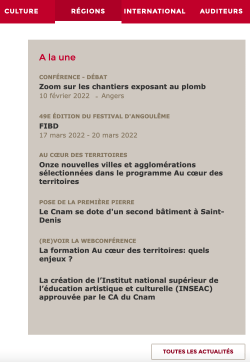 CULTURE RÉGIONS INTERNATIONAL AUDITEURS
A la une
CONFÉRENCE - DÉBAT
Zoom sur les chantiers exposant au plomb
10 février 2022 - Angers
49E ÉDITION DU FESTIVAL D'ANGOULÊME
FIBD
17 mars 2022 - 20 mars 2022
AU CŒUR DES TERRITOIRES
Onze nouvelles villes et agglomérations
sélectionnées dans le programme Au cœur des
territoires
POSE DE LA PREMIÈRE PIERRE
Le Cnam se dote d'un second bâtiment à Saint-
Denis
(RE)VOIR LA WEBCONFÉRENCE
La formation Au cœur des territoires: quels
enjeux ?
La création de l'Institut national supérieur de
l'éducation artistique et culturelle (INSEAC)
approuvée par le CA du Cnam
TOUTES LES ACTUALITÉS